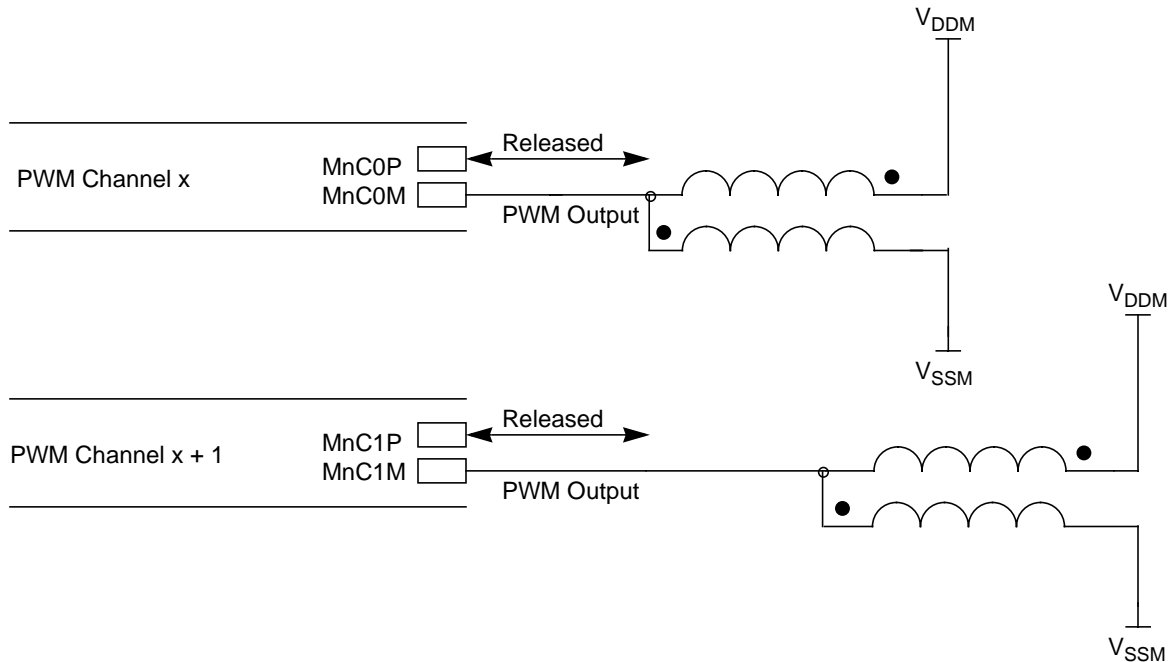 VDDM
Released
MnC0P
PWM Channel x
MnC0M
PWM Output
VDDM
VSSM
Released
MnC1P
PWM Channel x + 1
MnC1M
PWM Output
VSSM